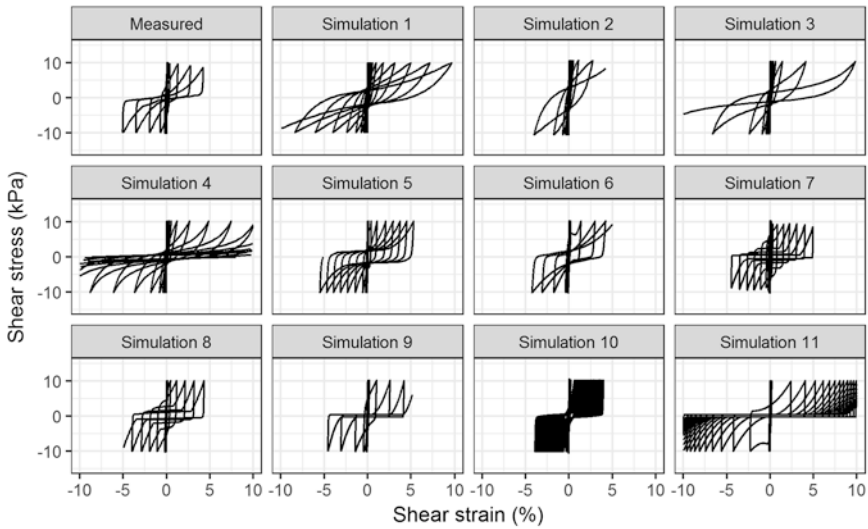 Measured Simulation 1 Simulation 2 Simulation 3
10
0
-10
Simulation 4 Simulation 5 Simulation 6 Simulation 7
10
0
-10
Simulation 8 Simulation 9 Simulation 10 Simulation 11
10
0
-10
-10 -5 0 5 10 -10 -5 0 5 10 -10 -5 0 5 10 -10 -5 0 5 10
Shear strain (%)
Shear stress (kPa)